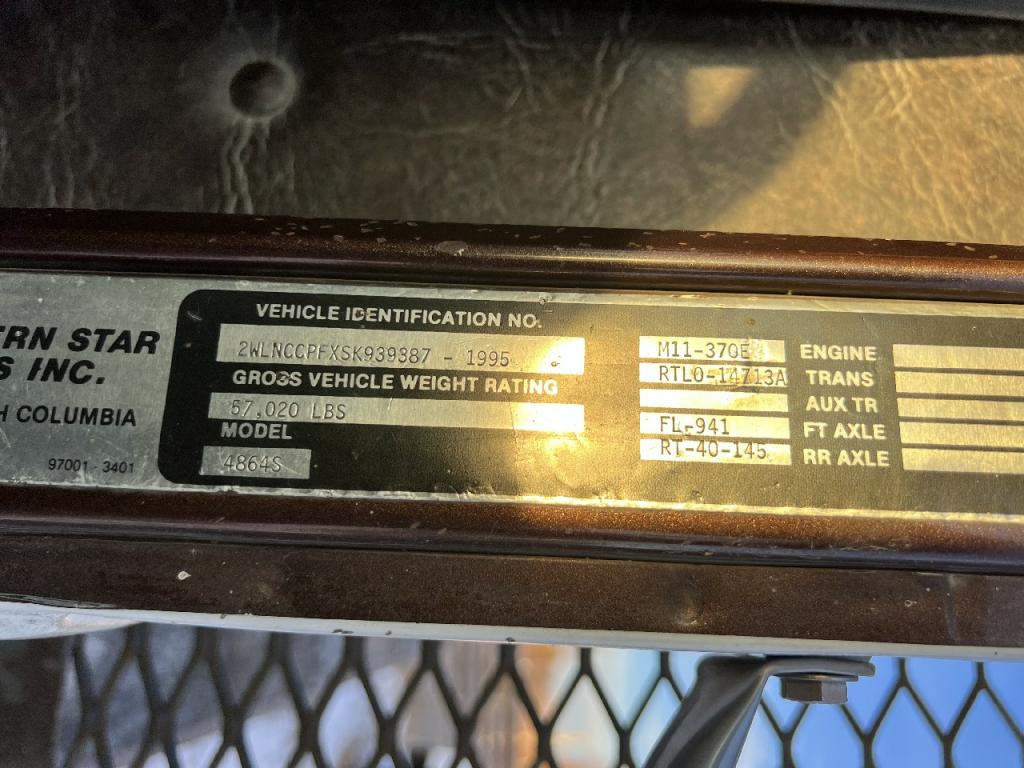 ERN STAR
S INC.
H COLUMBIA
97001-3401
VEHICLE IDENTIFICATION NO.
2WLNCCPFXSK939387 - 1995
GROSS VEHICLE WEIGHT RATING
57,020 LBS
MODEL
4864S
M11-370E ENGINE
RTLO-14713A TRANS
AUX TR
FL-941 FT AXLE
RT-40-145 RR AXLE